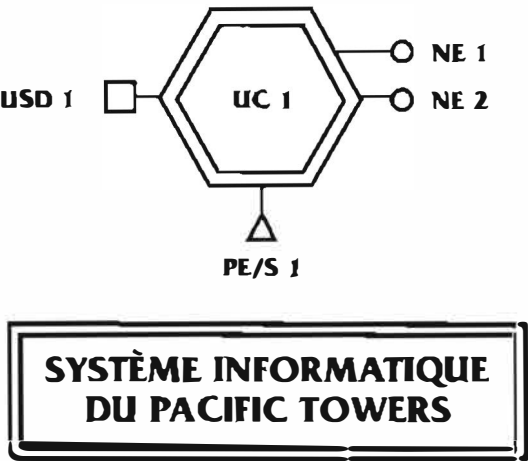 NE 1
USD 1
UC 1
NE 2
PE/S 1
SYSTÈME INFORMATIQUE
DU PACIFIC TOWERS